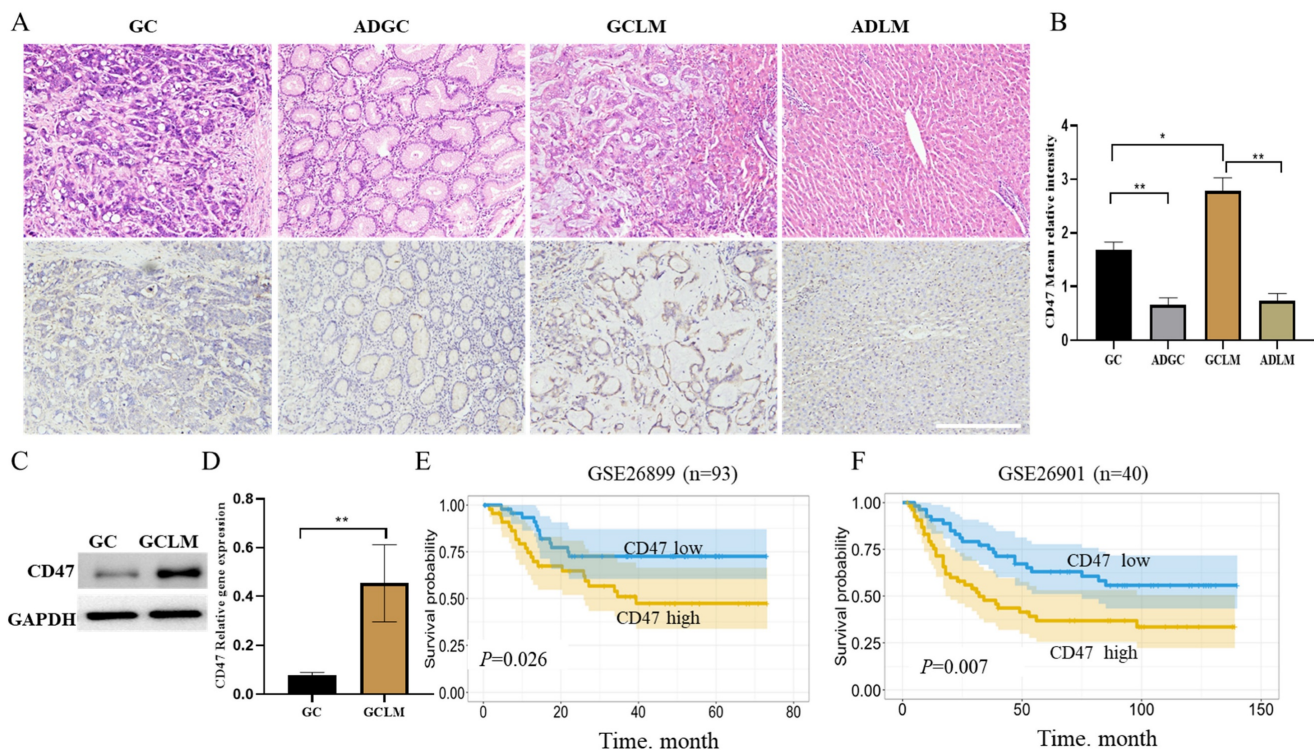 A
GC
ADGC
GCLM
ADLM
B
CD47 Mean relative intensity
4
3
2
1
0
*
**
**
GC
ADGC
GCLM
ADLM
C
GC
GCLM
CD47
GAPDH
D
CD47 Relative gene expression
0.8
0.6
0.4
0.2
0.0
**
GC
GCLM
E
GSE26899 (n=93)
Survival probability
1.00
0.75
0.50
0.25
0.00
CD47 low
CD47 high
P=0.026
0
20
40
60
80
Time. month
F
GSE26901 (n=40)
Survival probability
1.00
0.75
0.50
0.25
0.00
CD47 low
CD47 high
P=0.007
0
50
100
150
Time. month